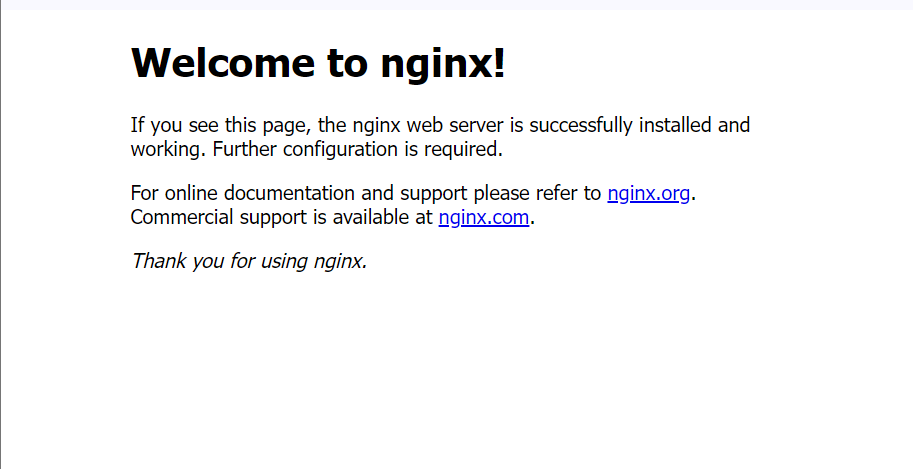 Welcome to nginx!
If you see this page, the nginx web server is successfully installed and
working. Further configuration is required.
For online documentation and support please refer to nginx.org.
Commercial support is available at nginx.com.
Thank you for using nginx.